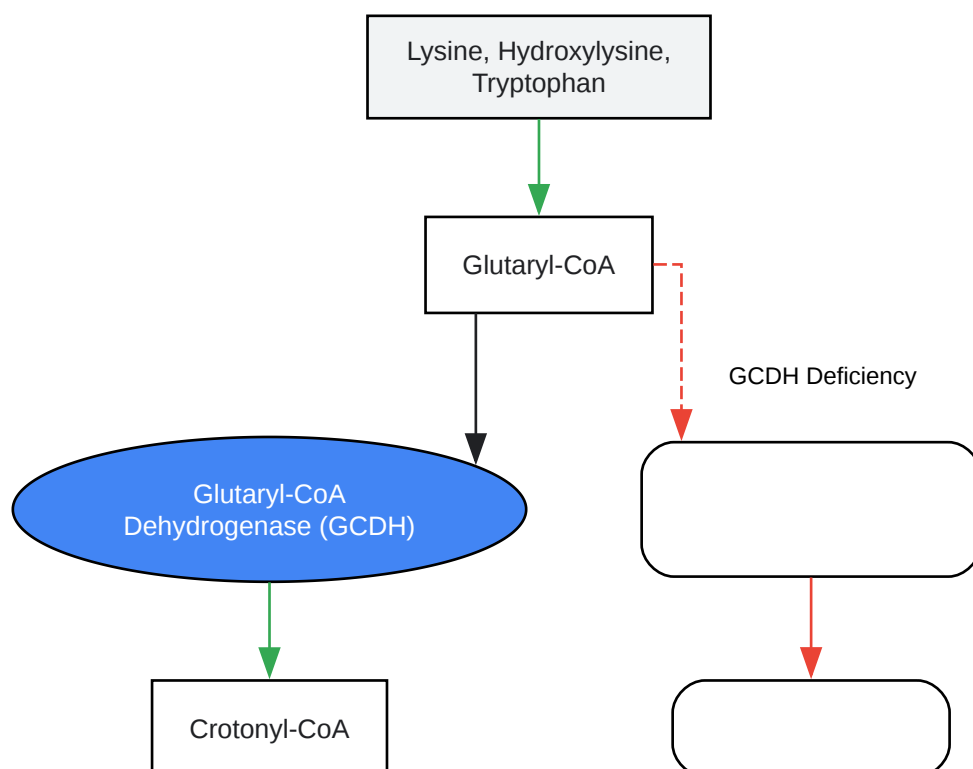 Lysine, Hydroxylysine,
Tryptophan
Glutaryl-CoA
GCDH Deficiency
Glutaryl-CoA
Dehydrogenase (GCDH)
Crotonyl-CoA